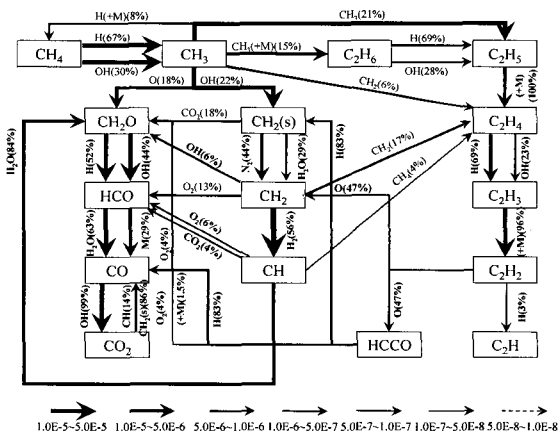 H(+M)(8%)
CH₃(21%)
CH₄
H(67%)
OH(30%)
CH₃
CH₃(+M)(15%)
C₂H₆
H(69%)
OH(28%)
C₂H₅
O(18%)
OH(22%)
CH₂(6%)
(+M)
(100%)
H₂O(84%)
CH₂O
CO₂(18%)
CH₂(s)
C₂H₄
H(52%)
OH(44%)
OH(6%)
N₂(44%)
H₂O(29%)
H(83%)
CH₃(17%)
CH₄(4%)
H(69%)
OH(23%)
HCO
O₂(13%)
CH₂
O(47%)
C₂H₃
H₂O(63%)
M(29%)
O₂(6%)
CO₂(4%)
O₂(4%)
H₂(56%)
(+M)(96%)
CO
CH
C₂H₂
OH(99%)
CH(14%)
CH₂(s)(86%)
O₂(4%)
(+M)(1.5%)
H(83%)
O(47%)
H(3%)
CO₂
HCCO
C₂H
1.0E-5~5.0E-5 1.0E-5~5.0E-6 5.0E-6~1.0E-6 1.0E-6~5.0E-7 5.0E-7~1.0E-7 1.0E-7~5.0E-8 5.0E-8~1.0E-8